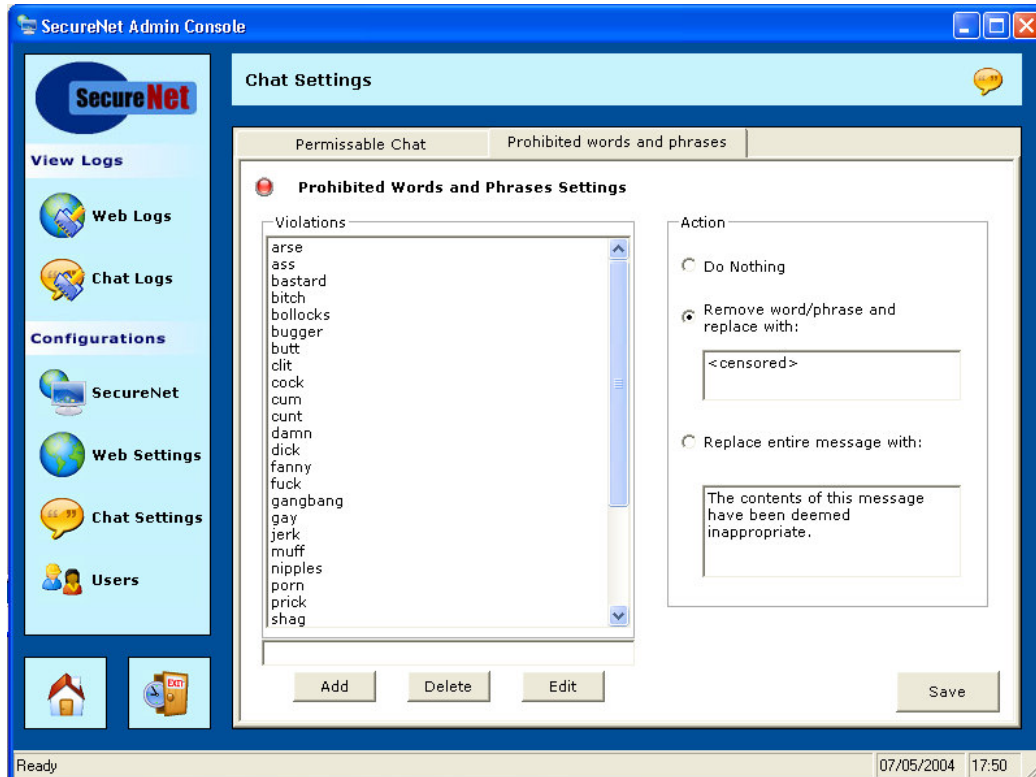 SecureNet Admin Console
SecureNet
View Logs
Web Logs
Chat Logs
Configurations
SecureNet
Web Settings
Chat Settings
Users
EXIT
Chat Settings
Permissable Chat
Prohibited words and phrases
Prohibited Words and Phrases Settings
Violations
arse
ass
bastard
bitch
bollocks
bugger
butt
clit
cock
cum
cunt
damn
dick
fanny
fuck
gangbang
gay
jerk
muff
nipples
porn
prick
shag
Add
Delete
Edit
Action
Do Nothing
Remove word/phrase and
replace with:
<censored>
Replace entire message with:
The contents of this message
have been deemed
inappropriate.
Save
Ready
07/05/2004
17:50